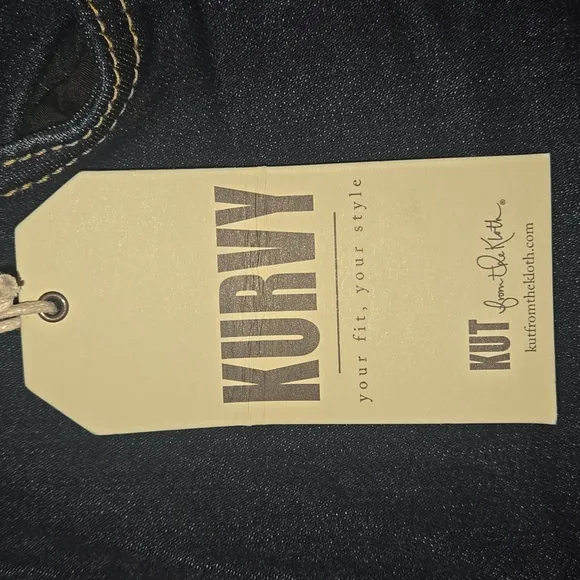 KURVY
your fit, your style
KUT from the Kloth®
kutfromthekloth.com